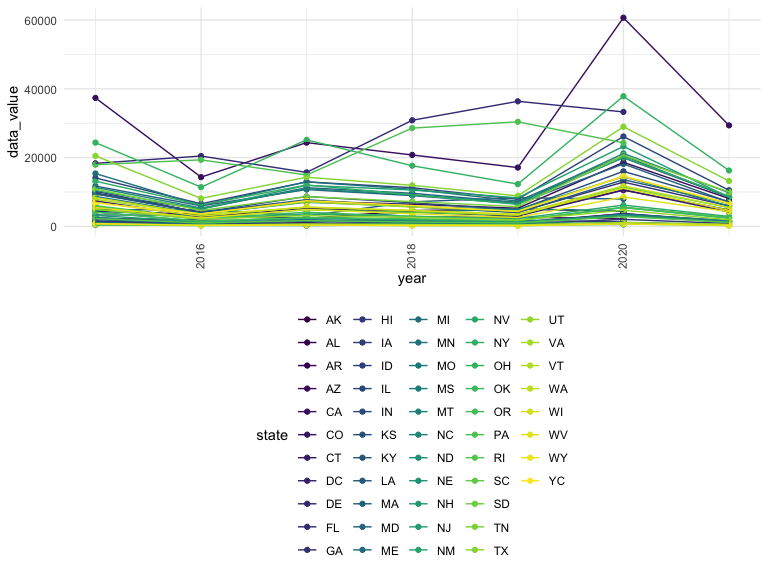 60000
40000
20000
0
data_value
2016
2018
2020
year
state
AK HI MI NV UT
AL IA MN NY VA
AR ID MO OH VT
AZ IL MS OK WA
CA IN MT OR WI
CO KS NC PA WV
CT KY ND RI WY
DC LA NE SC YC
DE MA NH SD
FL MD NJ TN
GA ME NM TX